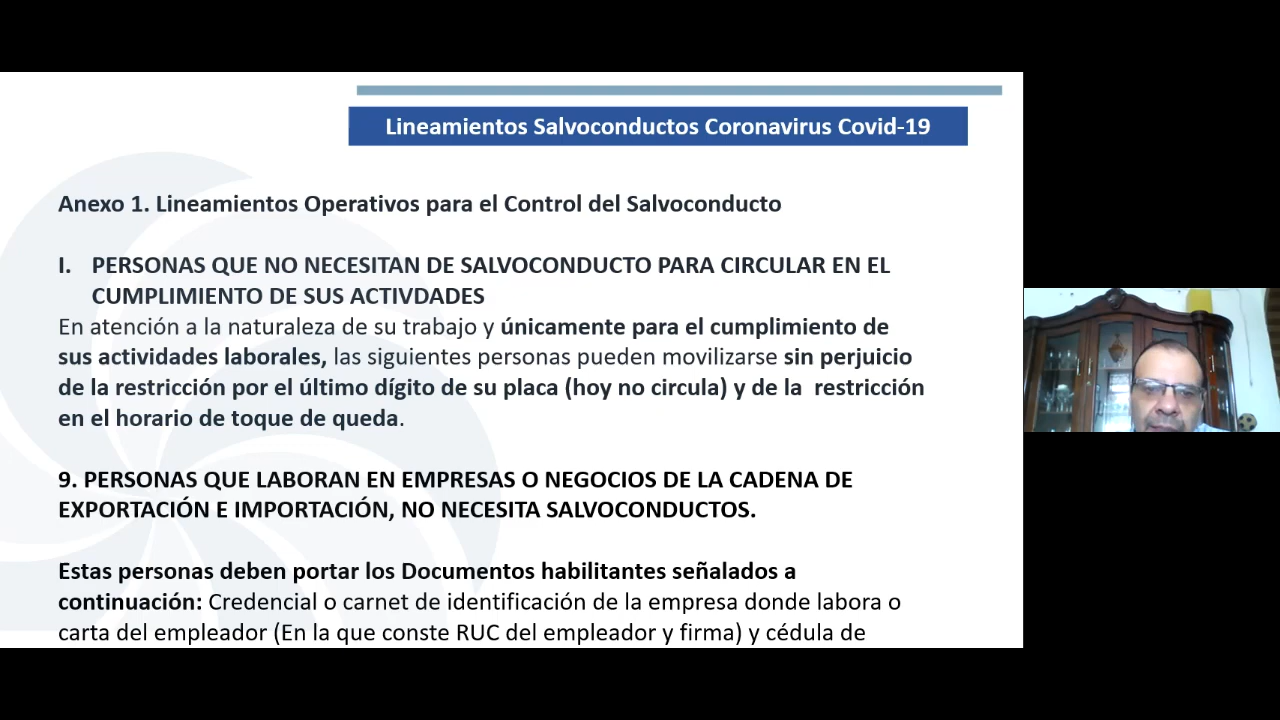 Lineamientos Salvoconductos Coronavirus Covid-19
Anexo 1. Lineamientos Operativos para el Control del Salvoconducto
I. PERSONAS QUE NO NECESITAN DE SALVOCONDUCTO PARA CIRCULAR EN EL
CUMPLIMIENTO DE SUS ACTIVDADES
En atención a la naturaleza de su trabajo y únicamente para el cumplimiento de
sus actividades laborales, las siguientes personas pueden movilizarse sin perjuicio
de la restricción por el último dígito de su placa (hoy no circula) y de la restricción
en el horario de toque de queda.
9. PERSONAS QUE LABORAN EN EMPRESAS O NEGOCIOS DE LA CADENA DE
EXPORTACIÓN E IMPORTACIÓN, NO NECESITA SALVOCONDUCTOS.
Estas personas deben portar los Documentos habilitantes señalados a
continuación: Credencial o carnet de identificación de la empresa donde labora o
carta del empleador (En la que conste RUC del empleador y firma) y cédula de